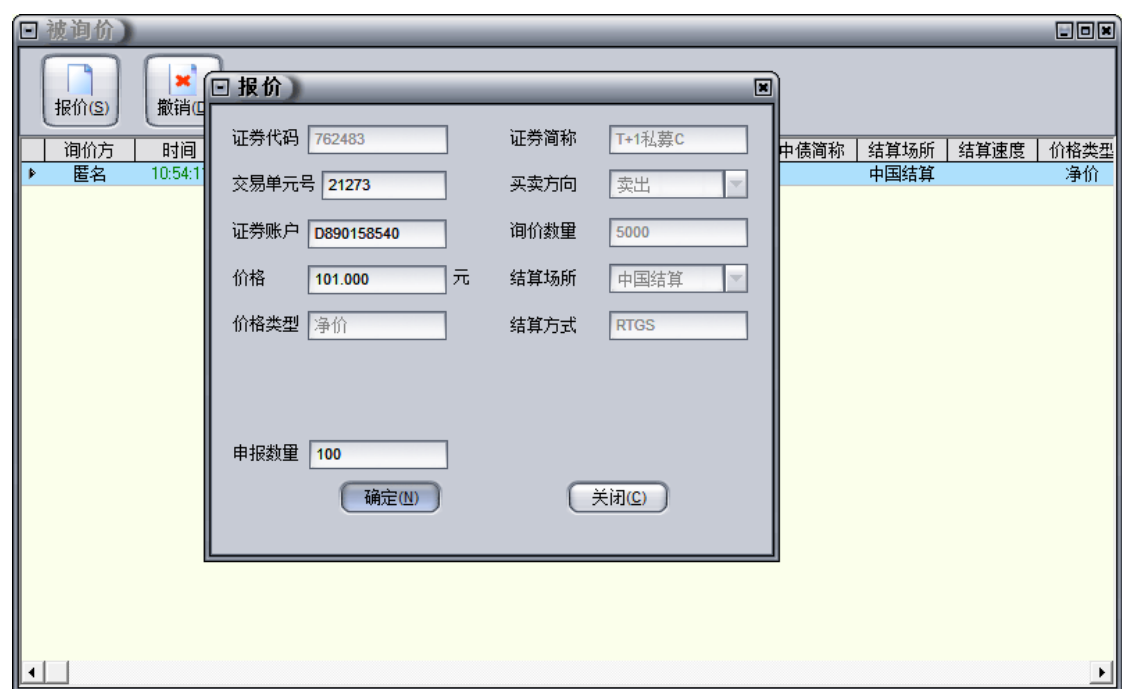 被询价
报价(S)
撤销(D
询价方 时间 中债简称 结算场所 结算速度 价格类型
匿名 10:54:1 中国结算 净价
报价
证券代码 762483 证券简称 T+1私募C
交易单元号 21273 买卖方向 卖出
证券账户 D890158540 询价数量 5000
价格 101.000 元 结算场所 中国结算
价格类型 净价 结算方式 RTGS
申报数量 100
确定(N) 关闭(C)